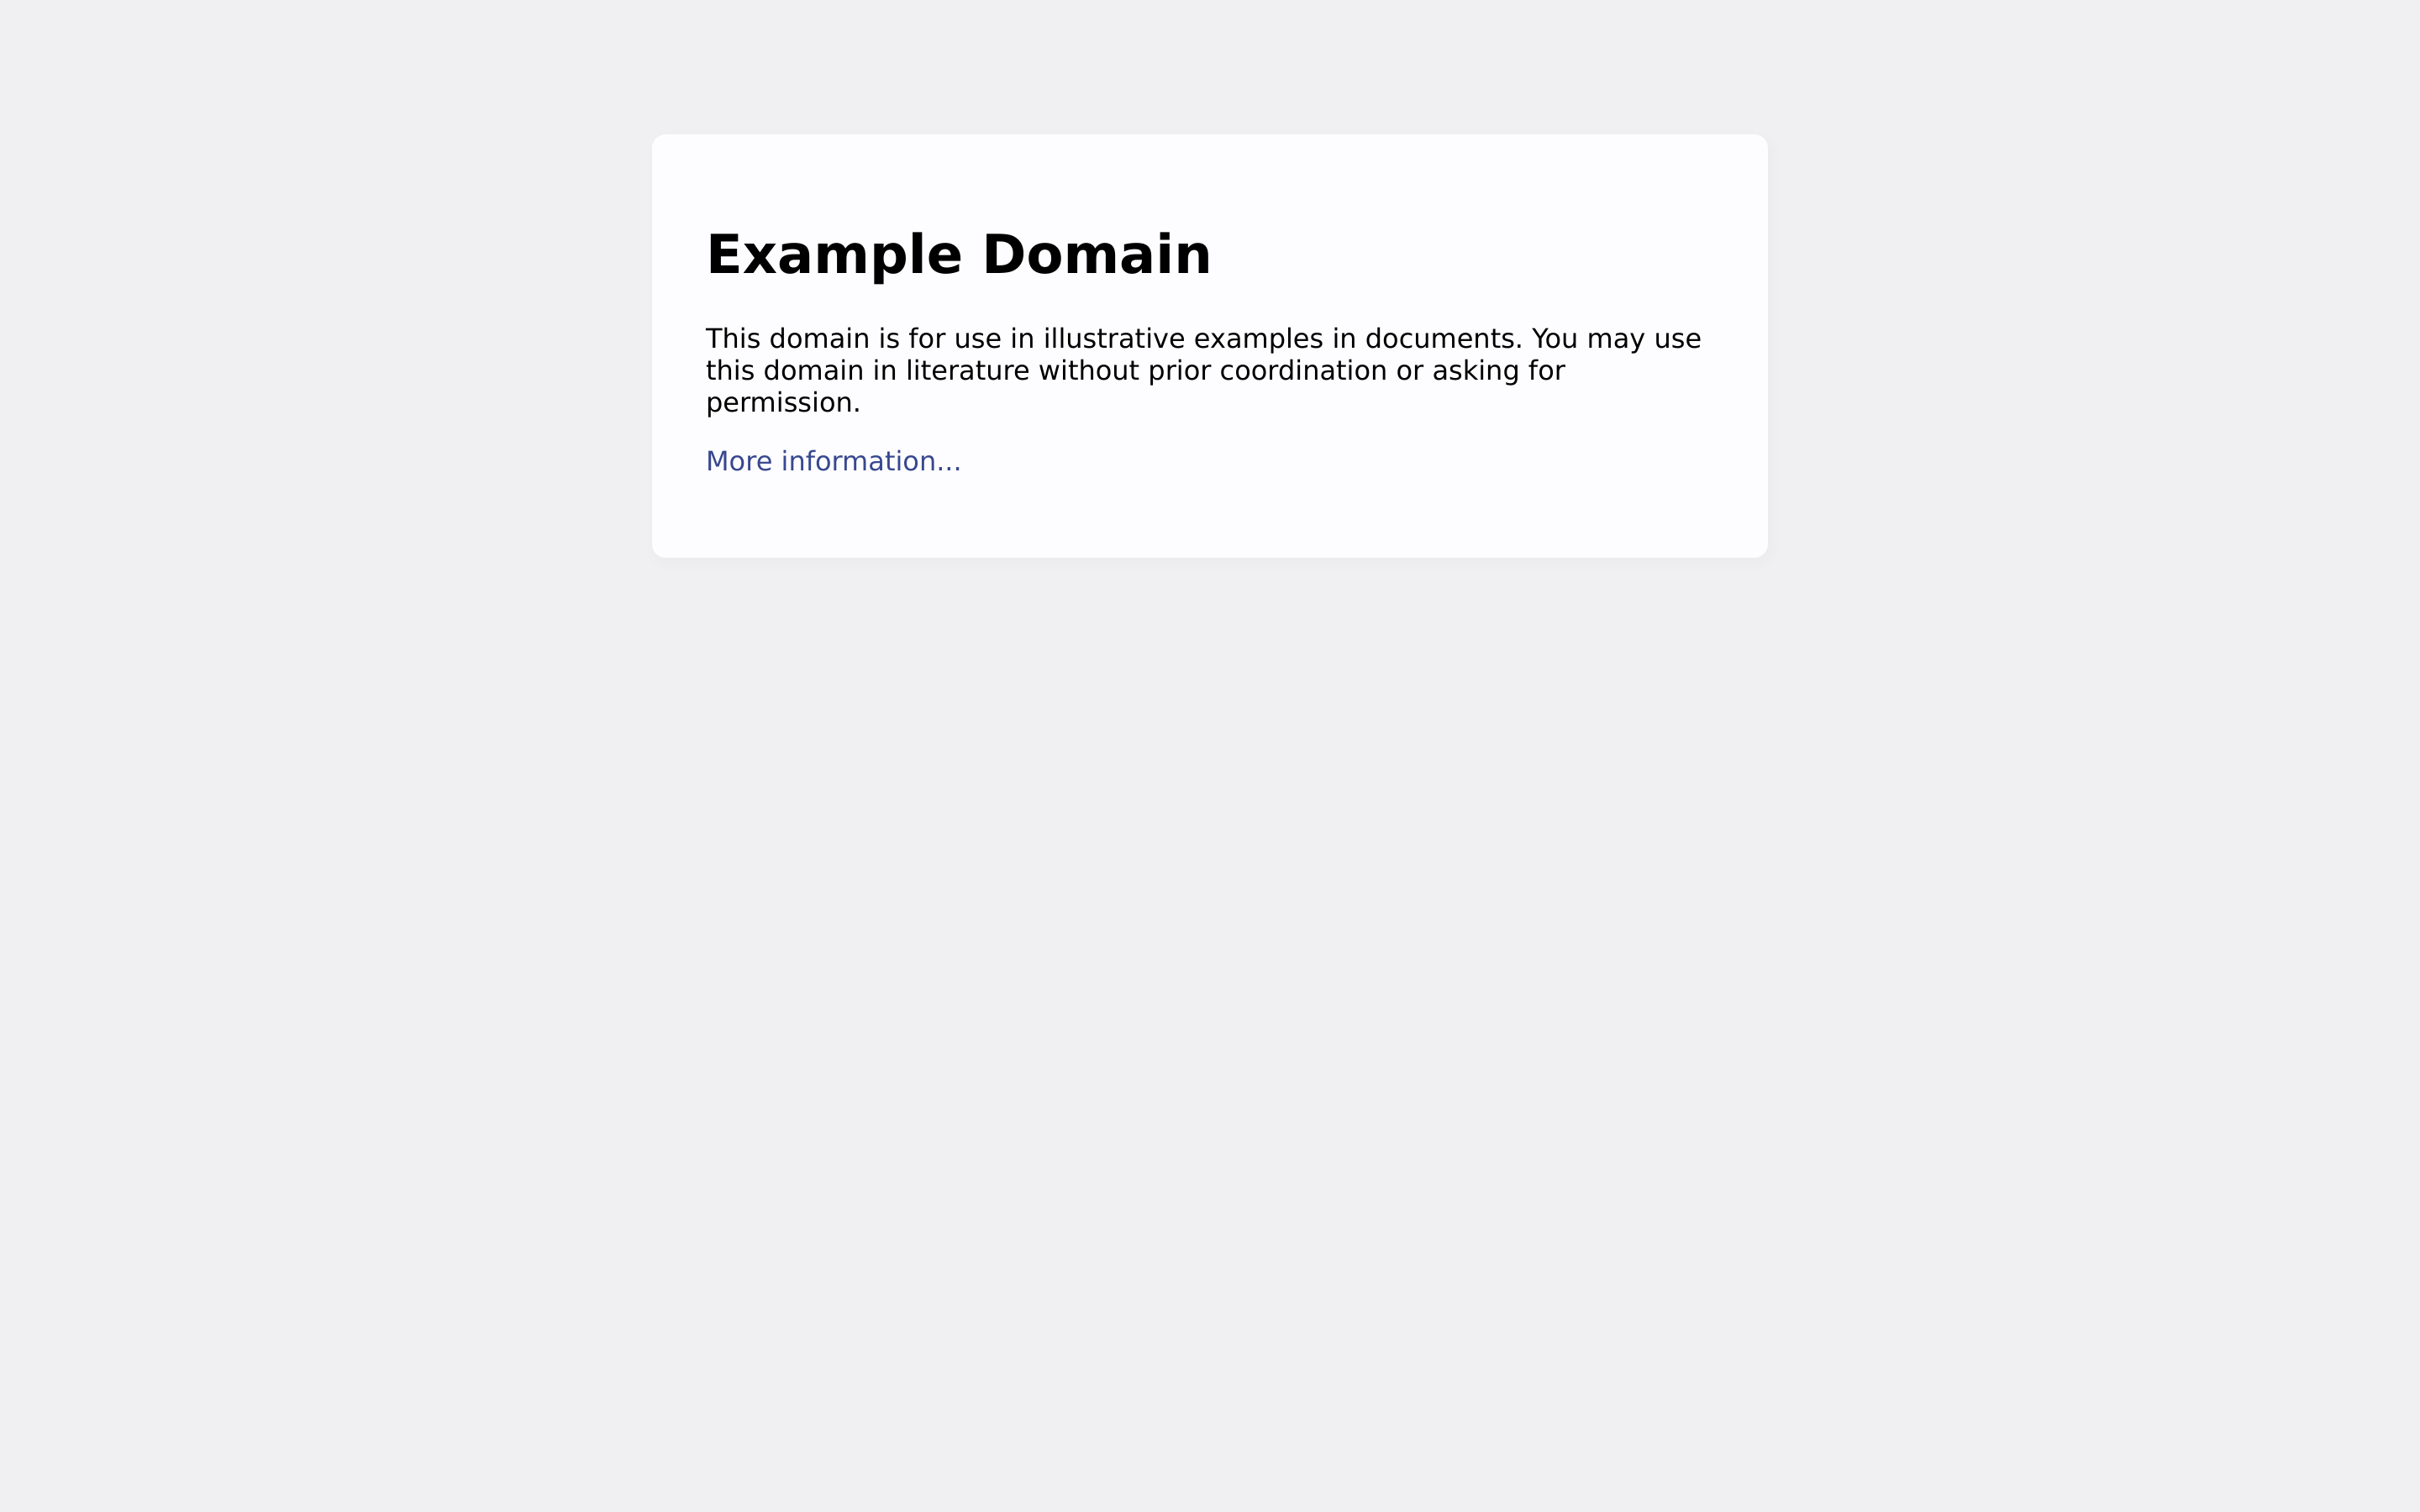 Example Domain
This domain is for use in illustrative examples in documents. You may use
this domain in literature without prior coordination or asking for
permission.
More information...